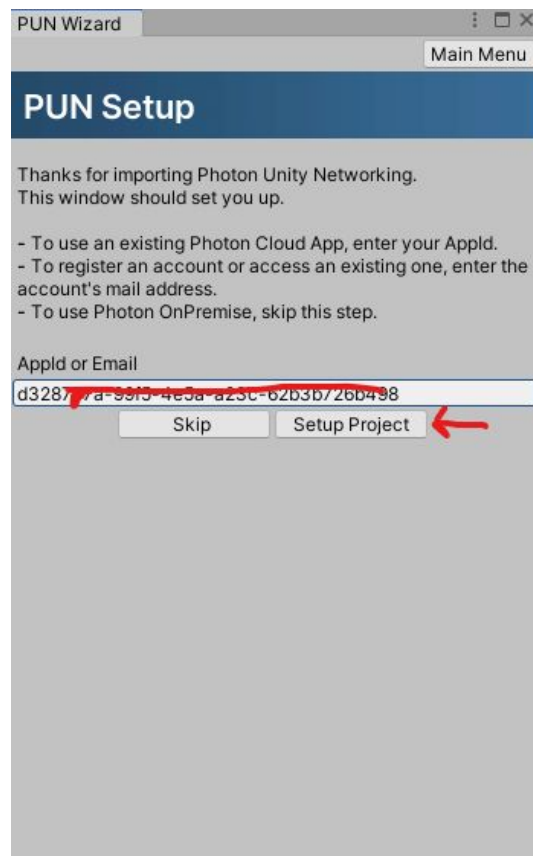 PUN Wizard
Main Menu
PUN Setup
Thanks for importing Photon Unity Networking.
This window should set you up.
- To use an existing Photon Cloud App, enter your AppId.
- To register an account or access an existing one, enter the
account's mail address.
- To use Photon OnPremise, skip this step.
AppId or Email
Skip
Setup Project